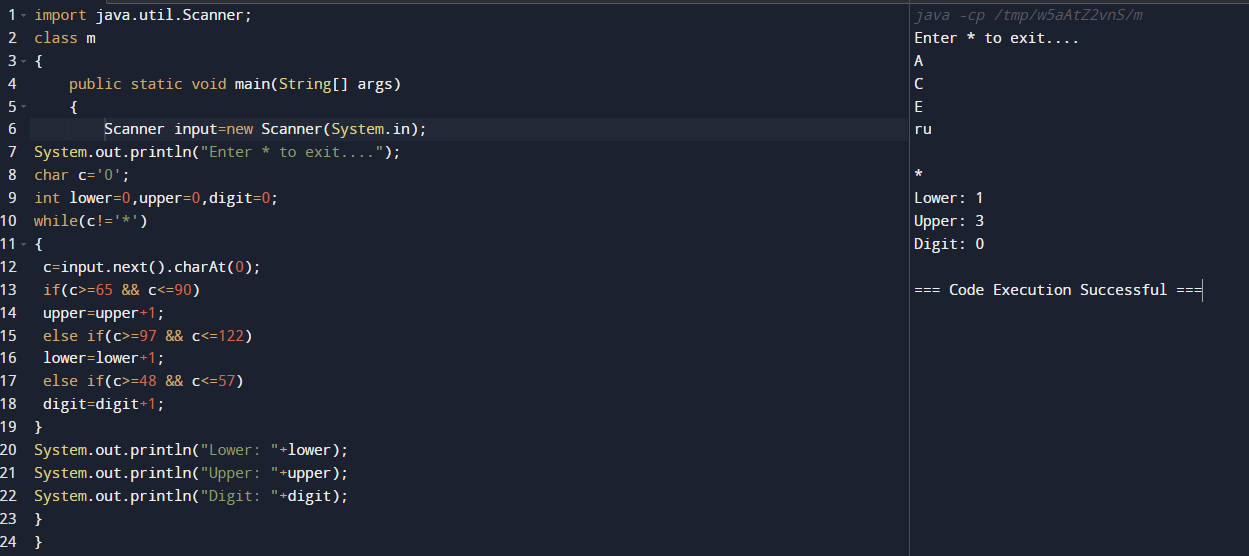 1 import java.util.Scanner;
2 class m
3 {
4     public static void main(String[] args)
5     {
6         Scanner input=new Scanner(System.in);
7 System.out.println("Enter * to exit....");
8 char c='0';
9 int lower=0,upper=0,digit=0;
10 while(c!='*')
11 {
12  c=input.next().charAt(0);
13  if(c>=65 && c<=90)
14  upper=upper+1;
15  else if(c>=97 && c<=122)
16  lower=lower+1;
17  else if(c>=48 && c<=57)
18  digit=digit+1;
19 }
20 System.out.println("Lower: "+lower);
21 System.out.println("Upper: "+upper);
22 System.out.println("Digit: "+digit);
23 }
24 }
java -cp /tmp/w5aAtZ2vnS/m
Enter * to exit....
A
C
E
ru
*
Lower: 1
Upper: 3
Digit: 0
=== Code Execution Successful ===